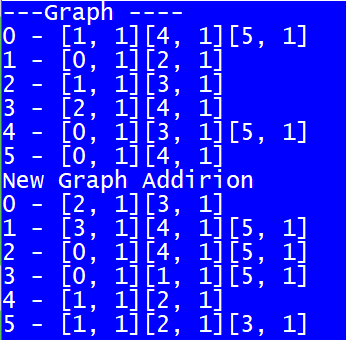 ---Graph ----
0 - [1, 1][4, 1][5, 1]
1 - [0, 1][2, 1]
2 - [1, 1][3, 1]
3 - [2, 1][4, 1]
4 - [0, 1][3, 1][5, 1]
5 - [0, 1][4, 1]
New Graph Addirion
0 - [2, 1][3, 1]
1 - [3, 1][4, 1][5, 1]
2 - [0, 1][4, 1][5, 1]
3 - [0, 1][1, 1][5, 1]
4 - [1, 1][2, 1]
5 - [1, 1][2, 1][3, 1]